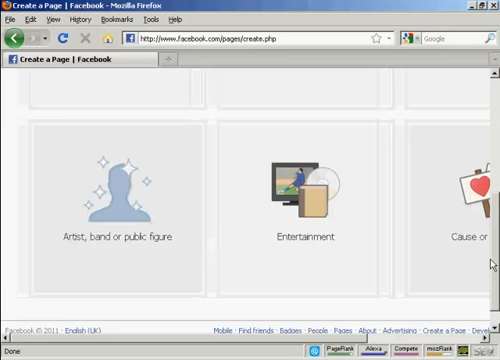 Create a Page | Facebook - Mozilla Firefox
File Edit View History Bookmarks Tools Help
http://www.facebook.com/pages/create.php
Google
Create a Page | Facebook
Artist, band or public figure
Entertainment
Cause or
Facebook © 2011 · English (UK)
Mobile · Find friends · Badges · People · Pages · About · Advertising · Create a Page · Deve
Done
PageRank
Alexa
Compete
mozRank